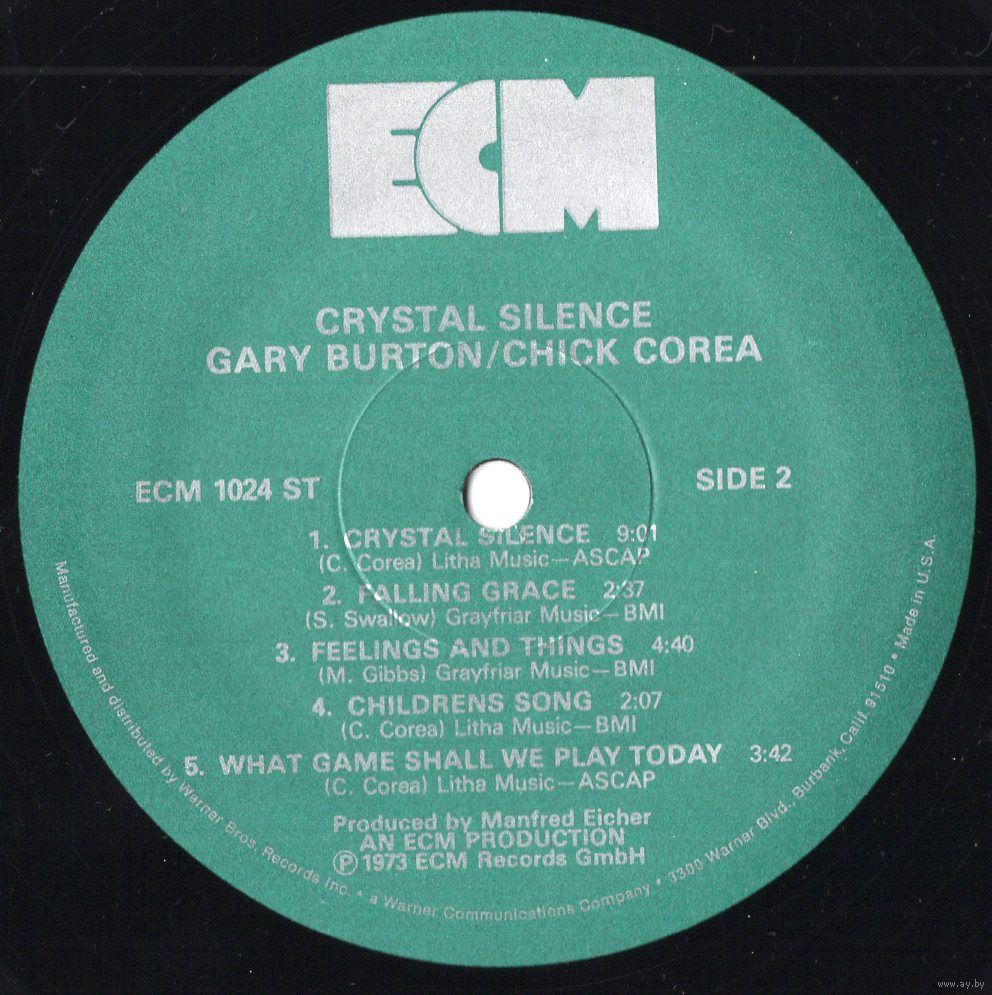 ECM
CRYSTAL SILENCE
GARY BURTON/CHICK COREA
ECM 1024 ST
SIDE 2
1. CRYSTAL SILENCE 9:01
(C. Corea) Litha Music—ASCAP
2. FALLING GRACE 2:37
(S. Swallow) Grayfriar Music—BMI
3. FEELINGS AND THINGS 4:40
(M. Gibbs) Grayfriar Music—BMI
4. CHILDRENS SONG 2:07
(C. Corea) Litha Music—BMI
5. WHAT GAME SHALL WE PLAY TODAY 3:42
(C. Corea) Litha Music—ASCAP
Produced by Manfred Eicher
AN ECM PRODUCTION
Ⓟ 1973 ECM Records GmbH
Manufactured and distributed by Warner Bros. Records Inc. • a Warner Communications Company • 3300 Warner Blvd., Burbank, Calif. 91510 • Made in U.S.A.
www.ay.by